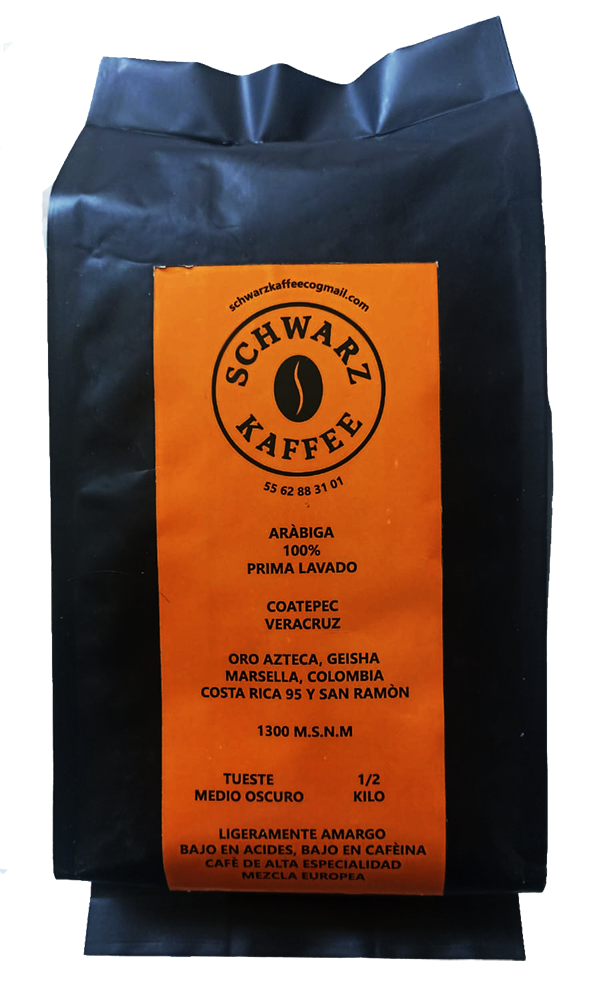 schwarzkaffeecogmail.com
SCHWARZ
KAFFEE
55 62 88 31 01
ARÀBIGA
100%
PRIMA LAVADO
COATEPEC
VERACRUZ
ORO AZTECA, GEISHA
MARSELLA, COLOMBIA
COSTA RICA 95 Y SAN RAMÒN
1300 M.S.N.M
TUESTE
MEDIO OSCURO
1/2
KILO
LIGERAMENTE AMARGO
BAJO EN ACIDES, BAJO EN CAFÈINA
CAFÈ DE ALTA ESPECIALIDAD
MEZCLA EUROPEA